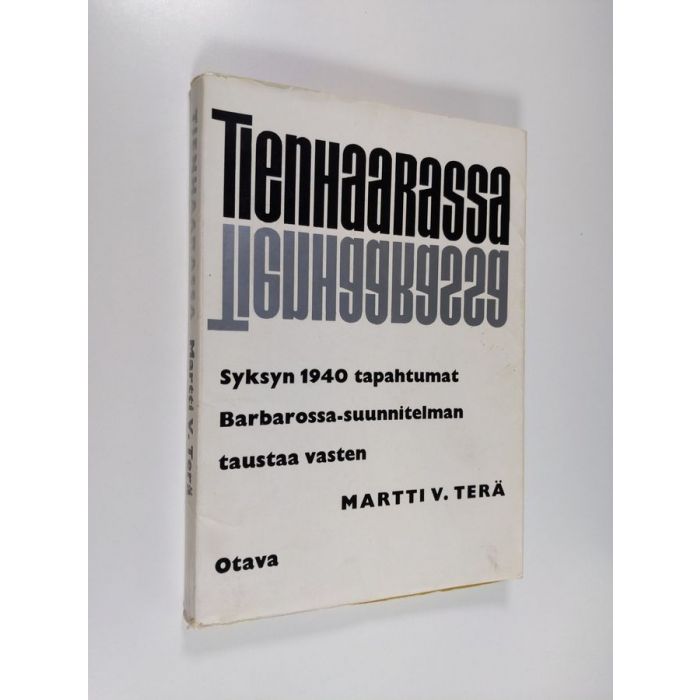 TIENHAARASSA Martti V. Terä
TIENHAARASSA
TIENHAARASSA
Syksyn 1940 tapahtumat
Barbarossa-suunnitelman
taustaa vasten
MARTTI V. TERÄ
Otava